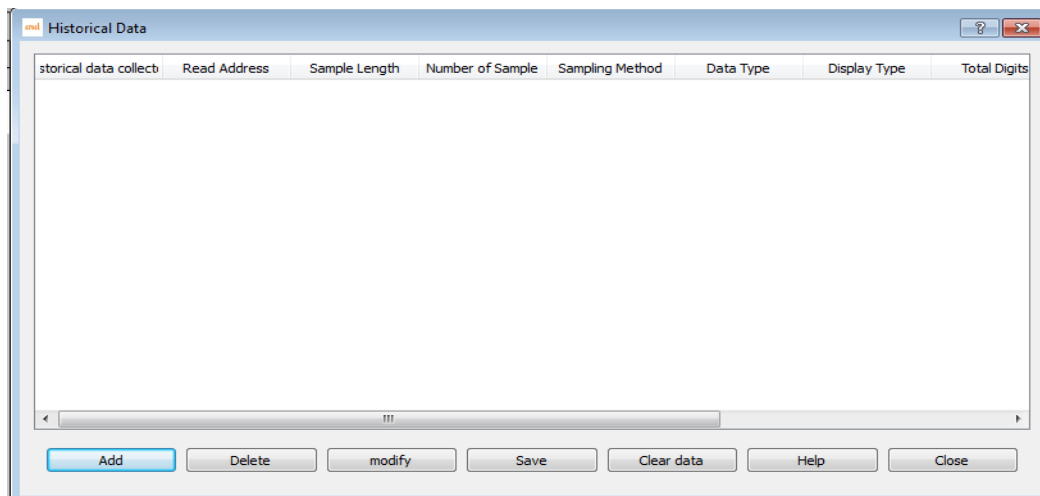 Historical Data
storical data collecti Read Address Sample Length Number of Sample Sampling Method Data Type Display Type Total Digits
Add Delete modify Save Clear data Help Close